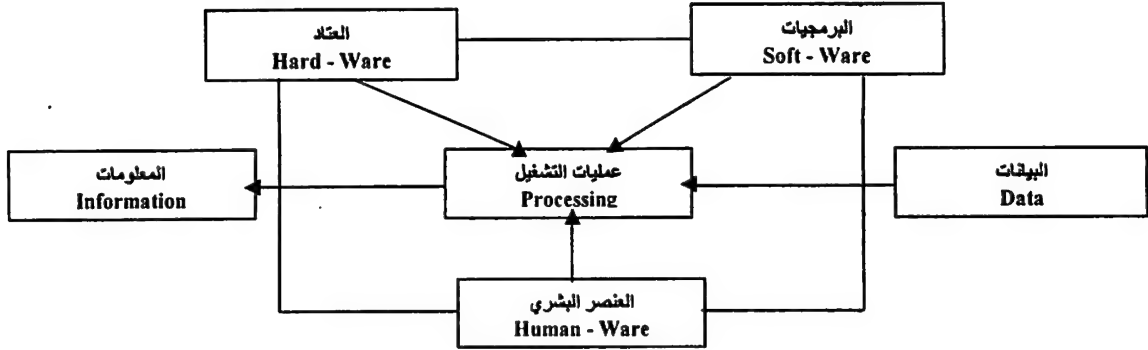 العتاد
Hard - Ware
البرمجيات
Soft - Ware
المعلومات
Information
عمليات التشغيل
Processing
البيانات
Data
العنصر البشري
Human - Ware